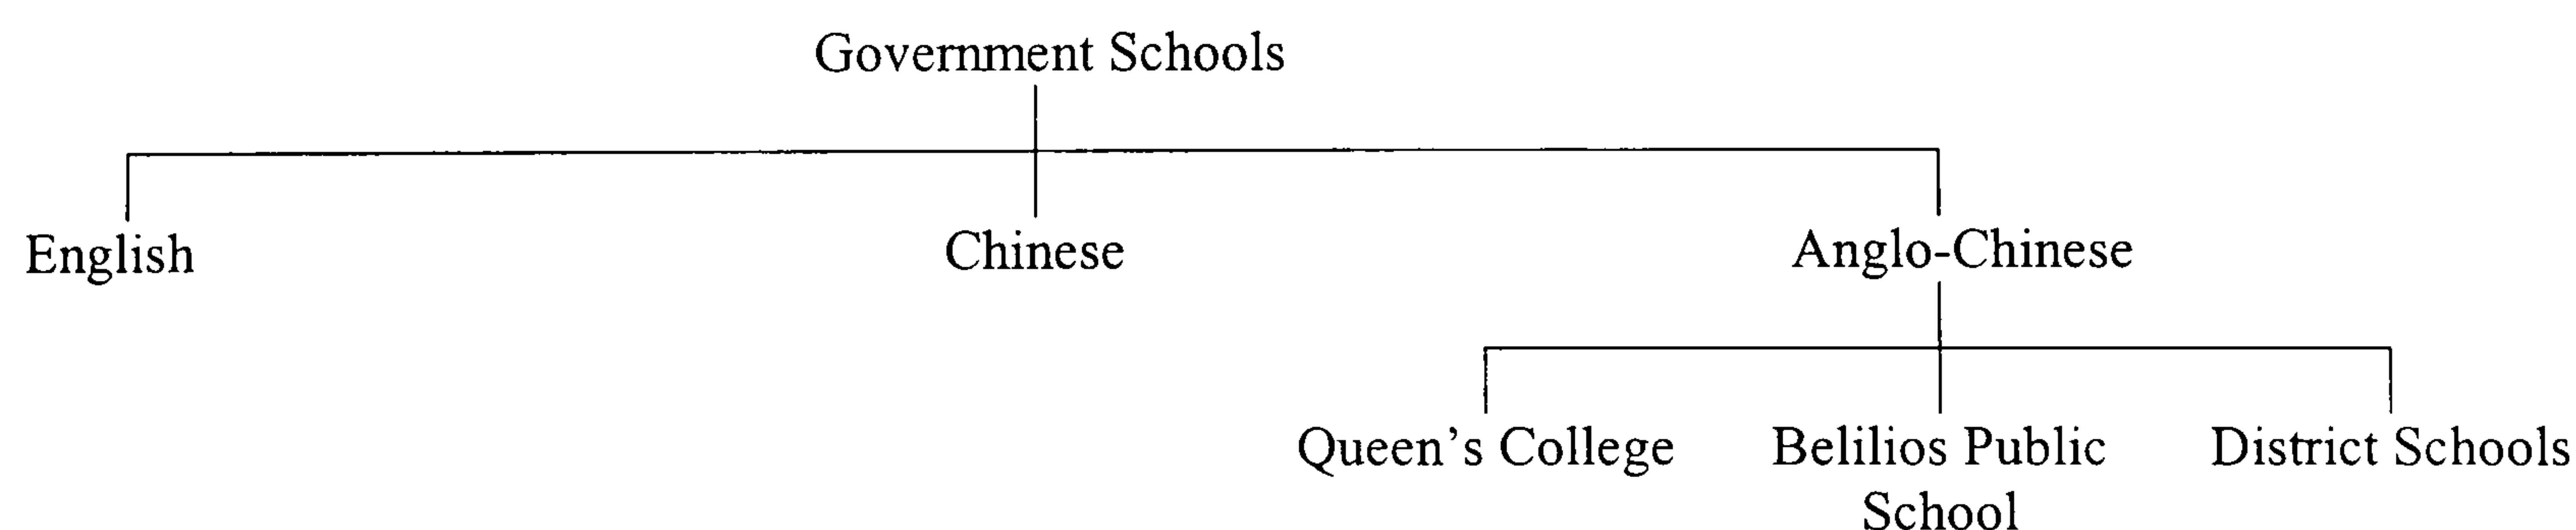 Government Schools
English Chinese Anglo-Chinese
Queen's College Belilios Public District Schools
School